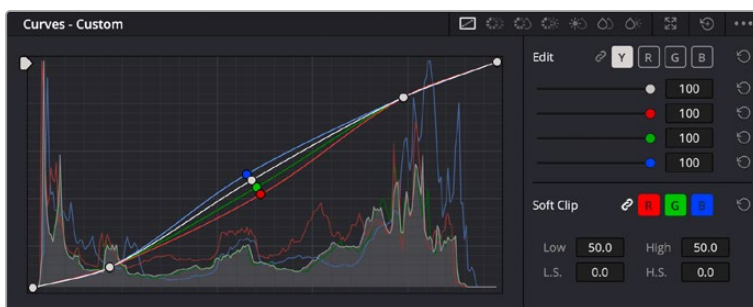 Curves - Custom
Edit Y R G B
100
100
100
100
Soft Clip R G B
Low 50.0 High 50.0
L.S. 0.0 H.S. 0.0